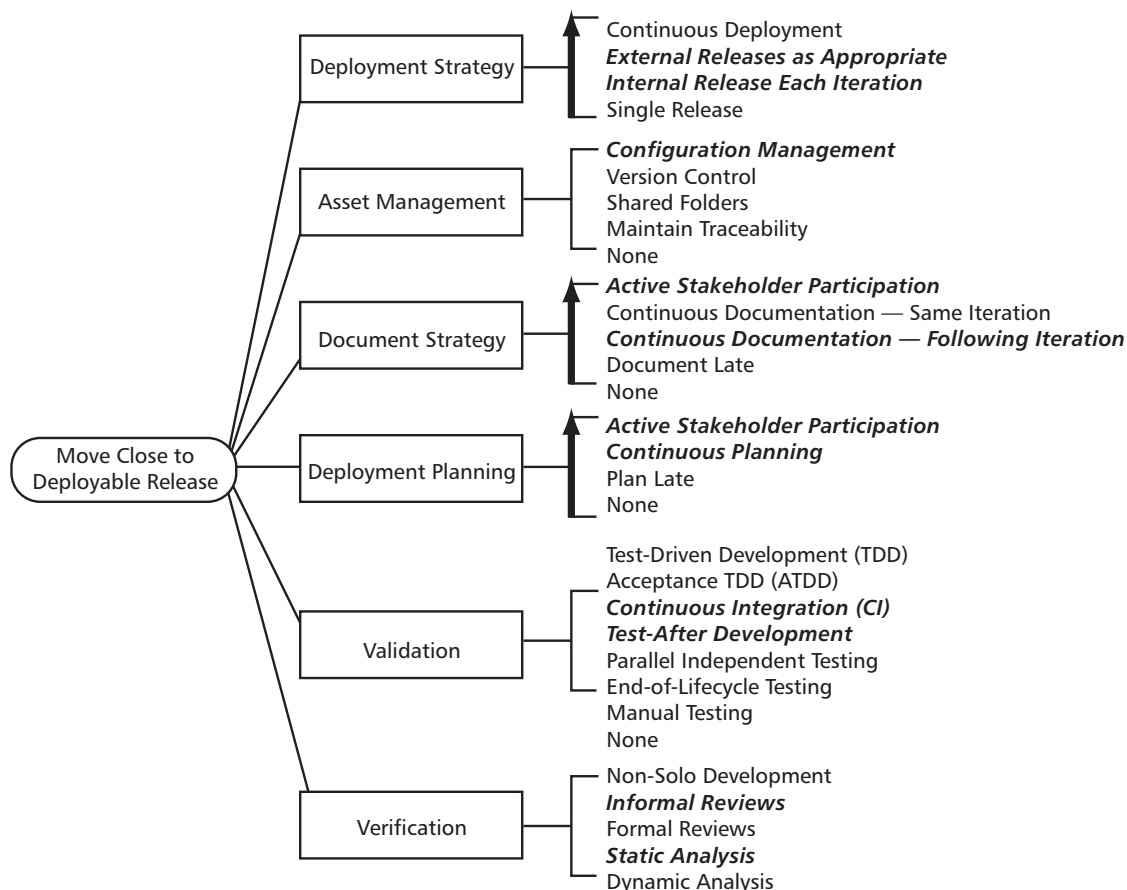 Move Close to
Deployable Release
Deployment Strategy
Continuous Deployment
External Releases as Appropriate
Internal Release Each Iteration
Single Release
Asset Management
Configuration Management
Version Control
Shared Folders
Maintain Traceability
None
Document Strategy
Active Stakeholder Participation
Continuous Documentation — Same Iteration
Continuous Documentation — Following Iteration
Document Late
None
Deployment Planning
Active Stakeholder Participation
Continuous Planning
Plan Late
None
Validation
Test-Driven Development (TDD)
Acceptance TDD (ATDD)
Continuous Integration (CI)
Test-After Development
Parallel Independent Testing
End-of-Lifecycle Testing
Manual Testing
None
Verification
Non-Solo Development
Informal Reviews
Formal Reviews
Static Analysis
Dynamic Analysis